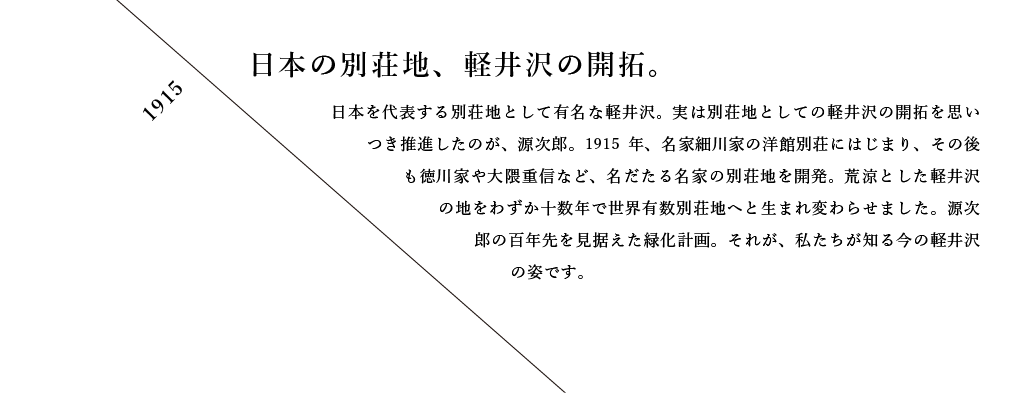 1915
日本の別荘地、軽井沢の開拓。
日本を代表する別荘地として有名な軽井沢。実は別荘地としての軽井沢の開拓を思い
つき推進したのが、源次郎。1915 年、名家細川家の洋館別荘にはじまり、その後
も徳川家や大隈重信など、名だたる名家の別荘地を開発。荒涼とした軽井沢
の地をわずか十数年で世界有数別荘地へと生まれ変わらせました。源次
郎の百年先を見据えた緑化計画。それが、私たちが知る今の軽井沢
の姿です。